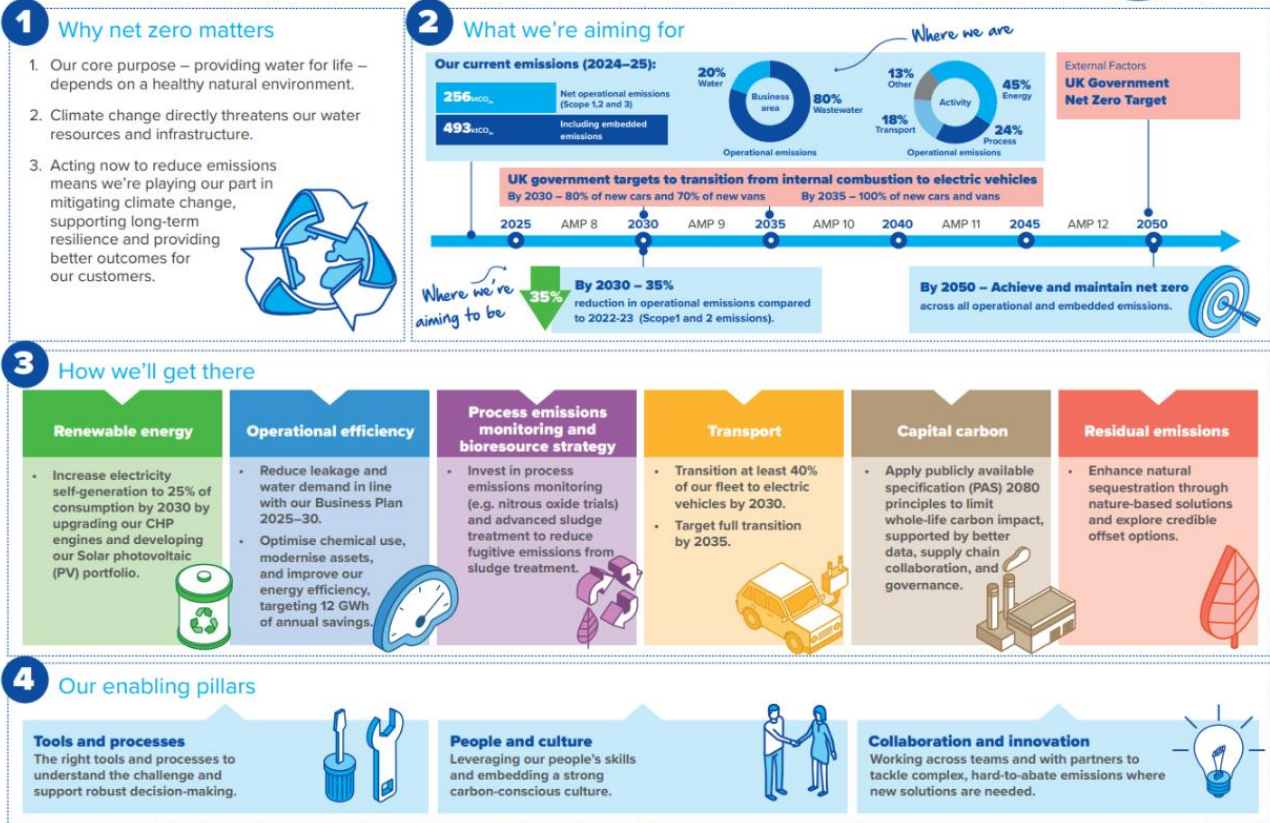 1
Why net zero matters
1. Our core purpose – providing water for life –
depends on a healthy natural environment.
2. Climate change directly threatens our water
resources and infrastructure.
3. Acting now to reduce emissions
means we're playing our part in
mitigating climate change,
supporting long-term
resilience and providing
better outcomes for
our customers.
2
What we're aiming for
Where we are
Our current emissions (2024–25):
256ktCO₂ₑ
Net operational emissions
(Scope 1,2 and 3)
493ktCO₂ₑ
Including embedded
emissions
20%
Water
Business
area
80%
Wastewater
Operational emissions
13%
Other
Activity
45%
Energy
18%
Transport
24%
Process
Operational emissions
External Factors
UK Government
Net Zero Target
UK government targets to transition from internal combustion to electric vehicles
By 2030 – 80% of new cars and 70% of new vans By 2035 – 100% of new cars and vans
2025 AMP 8 2030 AMP 9 2035 AMP 10 2040 AMP 11 2045 AMP 12 2050
Where we're
aiming to be
35%
By 2030 – 35%
reduction in operational emissions compared
to 2022-23 (Scope1 and 2 emissions).
By 2050 – Achieve and maintain net zero
across all operational and embedded emissions.
3
How we'll get there
Renewable energy
• Increase electricity
self-generation to 25% of
consumption by 2030 by
upgrading our CHP
engines and developing
our Solar photovoltaic
(PV) portfolio.
Operational efficiency
• Reduce leakage and
water demand in line
with our Business Plan
2025–30.
• Optimise chemical use,
modernise assets,
and improve our
energy efficiency,
targeting 12 GWh
of annual savings.
Process emissions
monitoring and
bioresource strategy
• Invest in process
emissions monitoring
(e.g. nitrous oxide trials)
and advanced sludge
treatment to reduce
fugitive emissions from
sludge treatment.
Transport
• Transition at least 40%
of our fleet to electric
vehicles by 2030.
• Target full transition
by 2035.
Capital carbon
• Apply publicly available
specification (PAS) 2080
principles to limit
whole-life carbon impact,
supported by better
data, supply chain
collaboration, and
governance.
Residual emissions
• Enhance natural
sequestration through
nature-based solutions
and explore credible
offset options.
4
Our enabling pillars
Tools and processes
The right tools and processes to
understand the challenge and
support robust decision-making.
People and culture
Leveraging our people's skills
and embedding a strong
carbon-conscious culture.
Collaboration and innovation
Working across teams and with partners to
tackle complex, hard-to-abate emissions where
new solutions are needed.